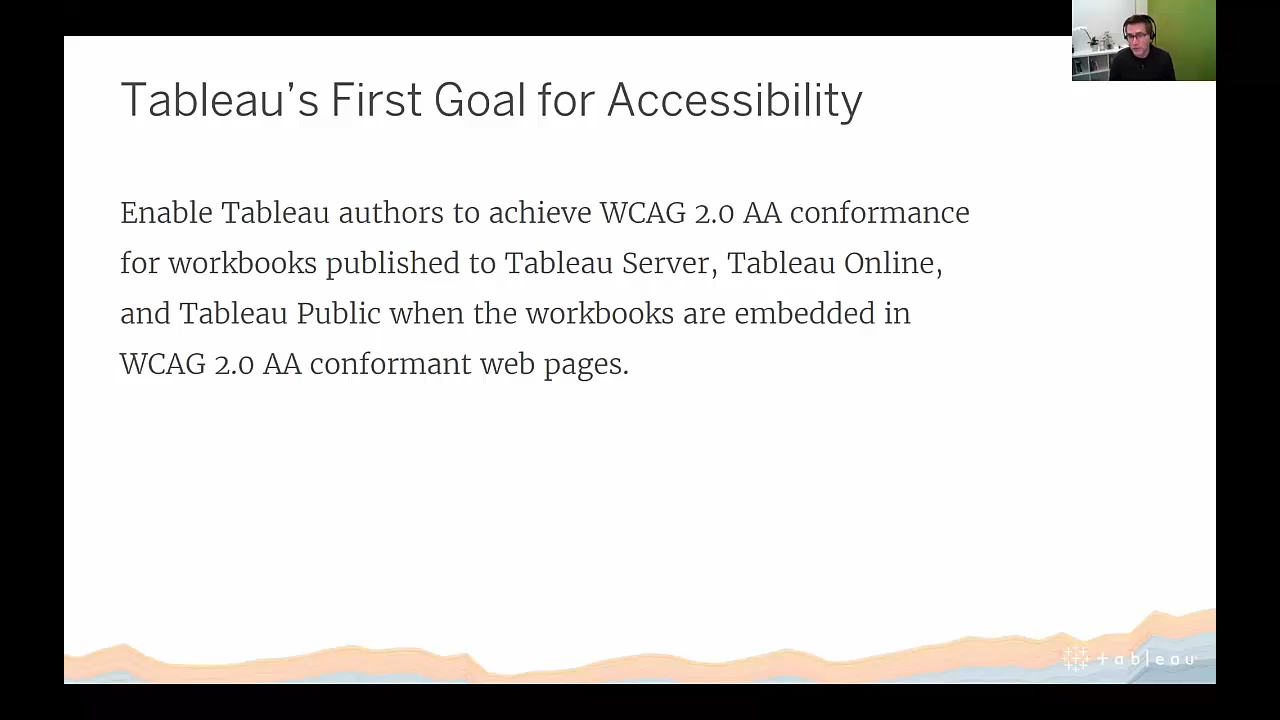 Tableau’s First Goal for Accessibility
Enable Tableau authors to achieve WCAG 2.0 AA conformance
for workbooks published to Tableau Server, Tableau Online,
and Tableau Public when the workbooks are embedded in
WCAG 2.0 AA conformant web pages.
tableau